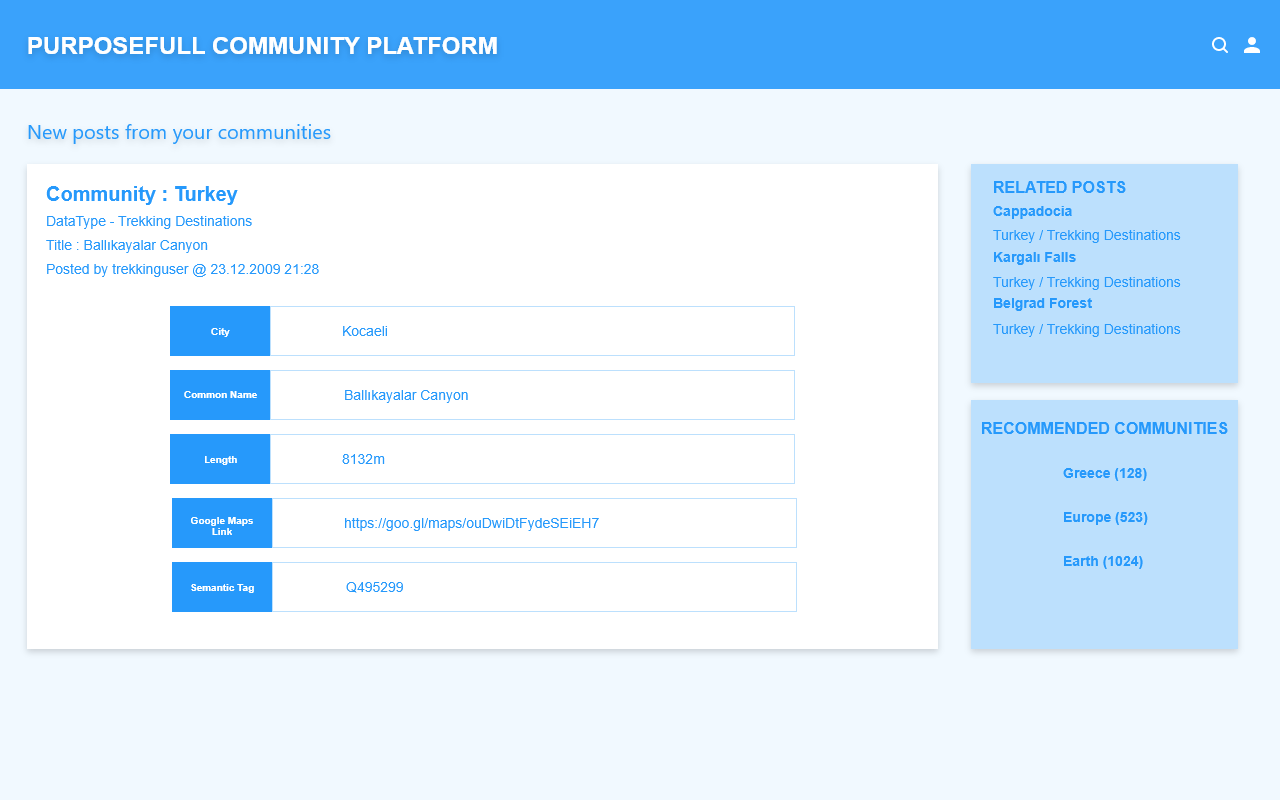 PURPOSEFULL COMMUNITY PLATFORM
New posts from your communities
Community : Turkey
DataType - Trekking Destinations
Title : Ballıkayalar Canyon
Posted by trekkinguser @ 23.12.2009 21:28
City
Kocaeli
Common Name
Ballıkayalar Canyon
Length
8132m
Google Maps
Link
https://goo.gl/maps/ouDwiDtFydeSEiEH7
Semantic Tag
Q495299
RELATED POSTS
Cappadocia
Turkey / Trekking Destinations
Kargalı Falls
Turkey / Trekking Destinations
Belgrad Forest
Turkey / Trekking Destinations
RECOMMENDED COMMUNITIES
Greece (128)
Europe (523)
Earth (1024)